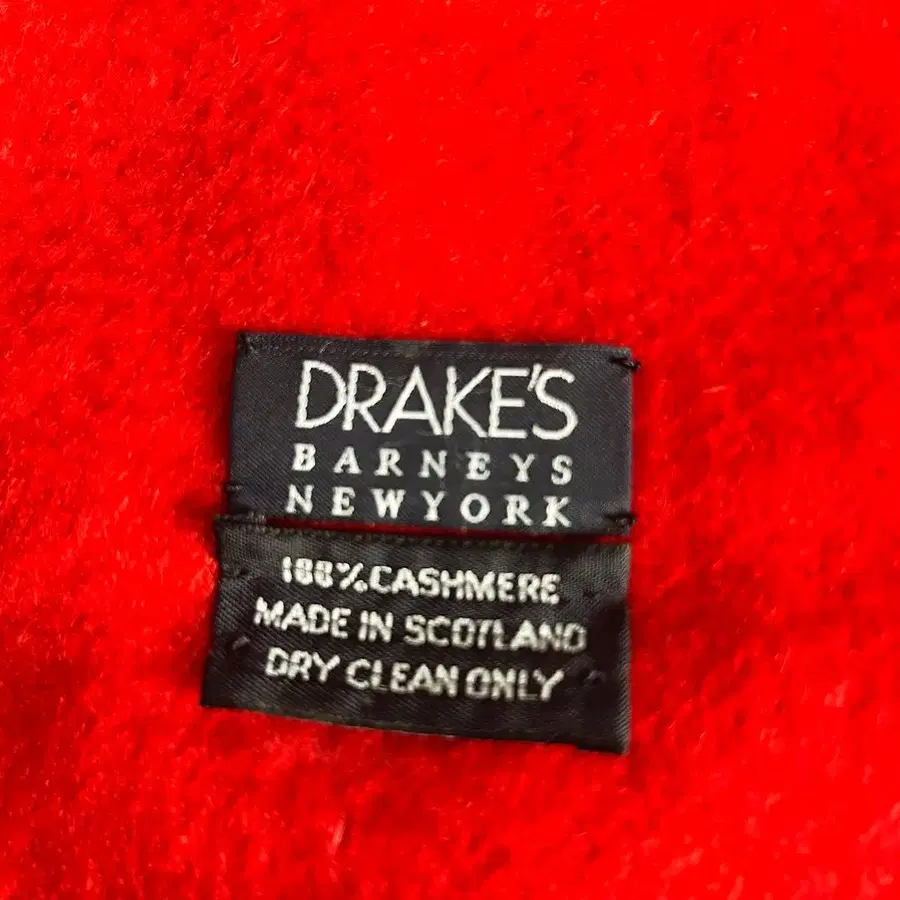 DRAKE'S
BARNEYS
NEWYORK
100% CASHMERE
MADE IN SCOTLAND
DRY CLEAN ONLY